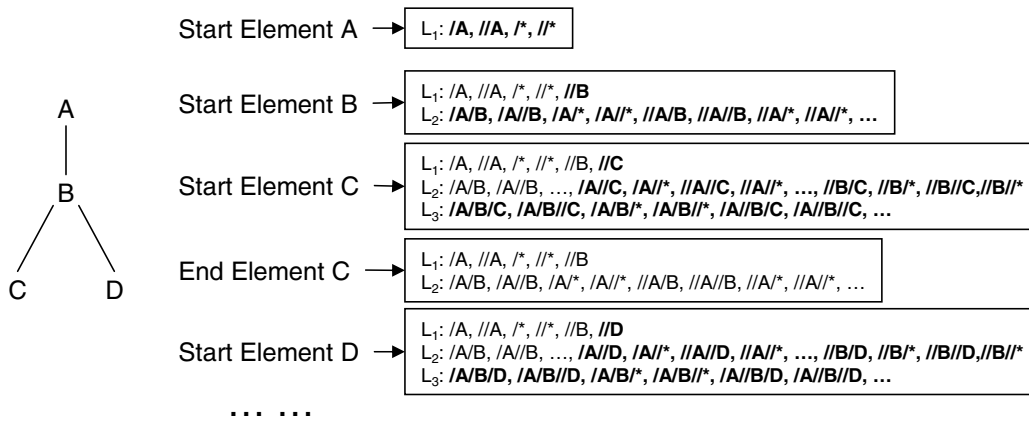 Start Element A
L₁: /A, //A, /*, //*
A
Start Element B
L₁: /A, //A, /*, //*, //B
L₂: /A/B, /A//B, /A/*, /A//*, //A/B, //A//B, //A/*, //A//*, …
B
Start Element C
L₁: /A, //A, /*, //*, //B, //C
L₂: /A/B, /A//B, …, /A//C, /A//*, //A//C, //A//*, …, //B/C, //B/*, //B//C,//B//*
L₃: /A/B/C, /A/B//C, /A/B/*, /A/B//*, /A//B/C, /A//B//C, …
C
D
End Element C
L₁: /A, //A, /*, //*, //B
L₂: /A/B, /A//B, /A/*, /A//*, //A/B, //A//B, //A/*, //A//*, …
Start Element D
L₁: /A, //A, /*, //*, //B, //D
L₂: /A/B, /A//B, …, /A//D, /A//*, //A//D, //A//*, …, //B/D, //B/*, //B//D,//B//*
L₃: /A/B/D, /A/B//D, /A/B/*, /A/B//*, /A//B/D, /A//B//D, …
… …